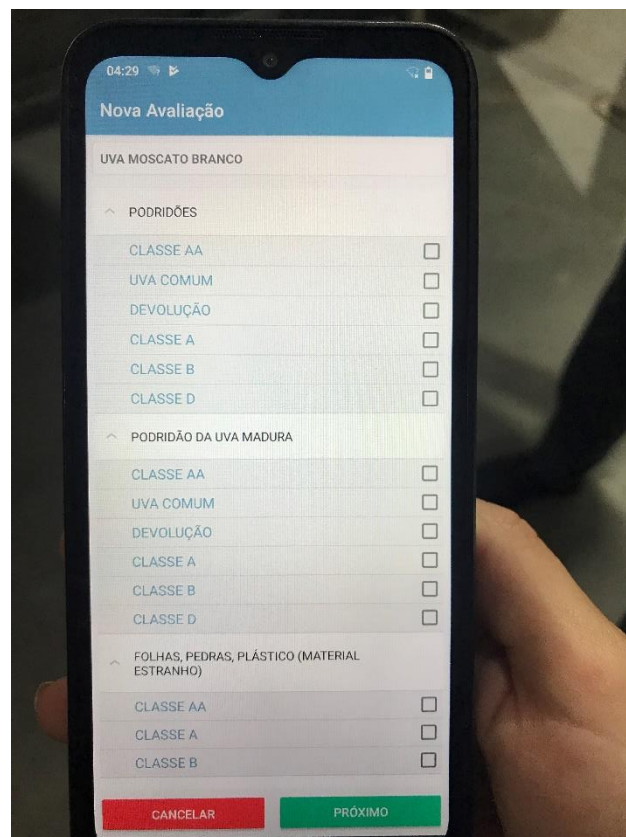 04:29
Nova Avaliação
UVA MOSCATO BRANCO
PODRIDÕES
CLASSE AA
UVA COMUM
DEVOLUÇÃO
CLASSE A
CLASSE B
CLASSE D
PODRIDÃO DA UVA MADURA
CLASSE AA
UVA COMUM
DEVOLUÇÃO
CLASSE A
CLASSE B
CLASSE D
FOLHAS, PEDRAS, PLÁSTICO (MATERIAL
ESTRANHO)
CLASSE AA
CLASSE A
CLASSE B
CANCELAR PRÓXIMO